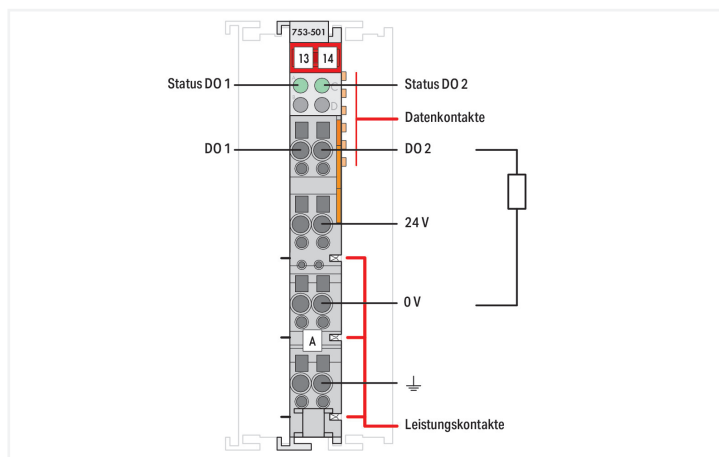 753-501
13 14
Status DO 1
Status DO 2
C
D
Datenkontakte
DO 1
DO 2
24 V
0 V
A
Leistungskontakte